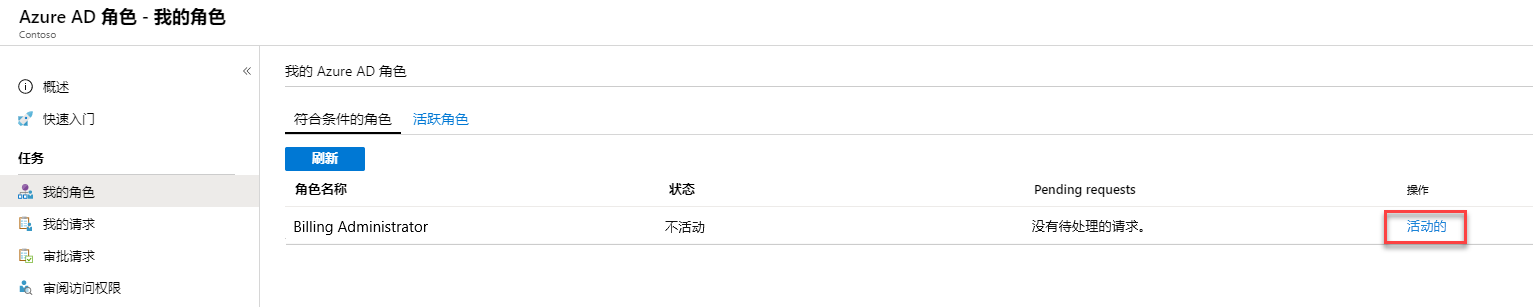 Azure AD 角色 - 我的角色
Contoso
«
概述
快速入门
任务
我的角色
我的请求
审批请求
审阅访问权限
我的 Azure AD 角色
符合条件的角色 活跃角色
刷新
角色名称 状态 Pending requests 操作
Billing Administrator 不活动 没有待处理的请求。 活动的